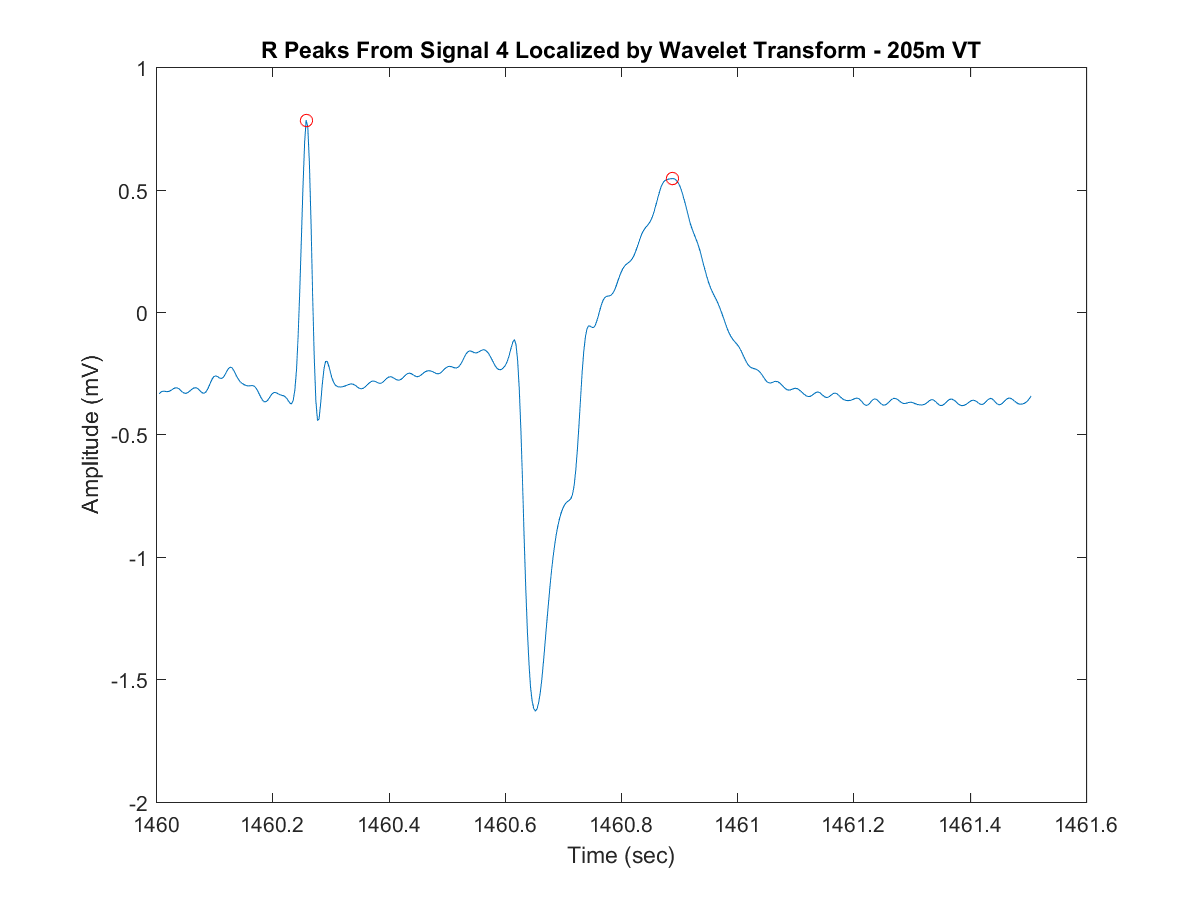 R Peaks From Signal 4 Localized by Wavelet Transform - 205m VT
1
0.5
0
-0.5
-1
-1.5
-2
Amplitude (mV)
1460 1460.2 1460.4 1460.6 1460.8 1461 1461.2 1461.4 1461.6
Time (sec)